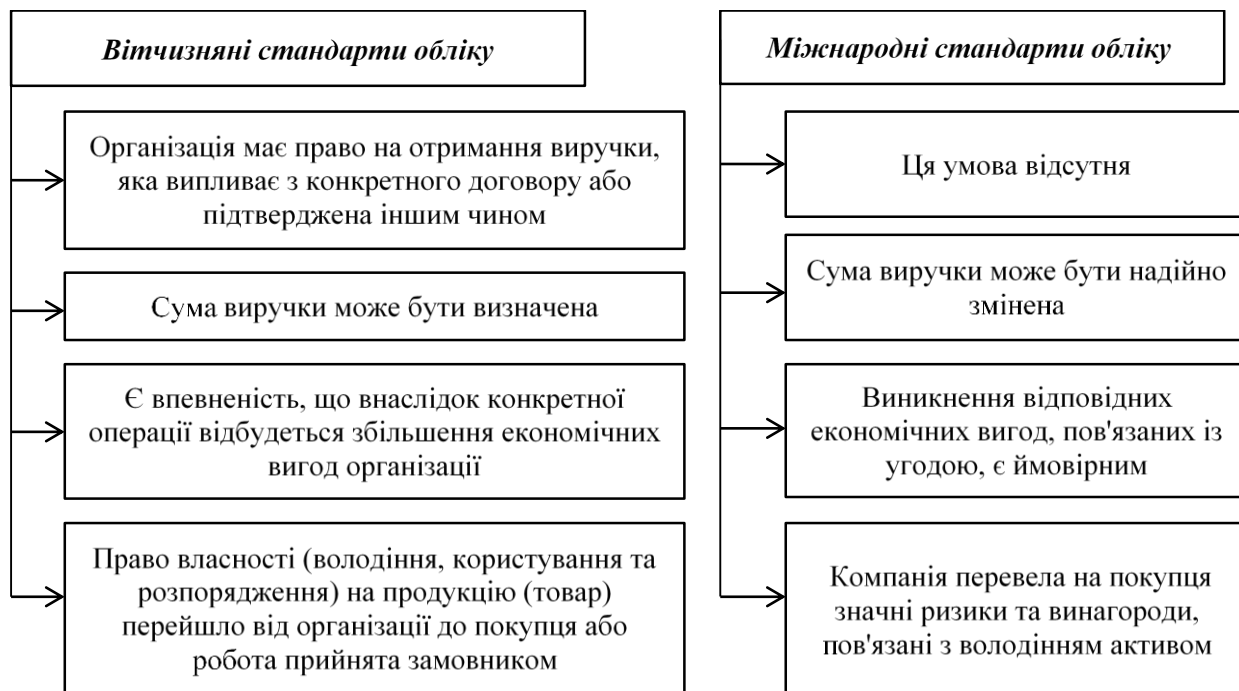 Вітчизняні стандарти обліку
Організація має право на отримання виручки,
яка випливає з конкретного договору або
підтверджена іншим чином
Сума виручки може бути визначена
Є впевненість, що внаслідок конкретної
операції відбудеться збільшення економічних
вигод організації
Право власності (володіння, користування та
розпорядження) на продукцію (товар)
перейшло від організації до покупця або
робота прийнята замовником
Міжнародні стандарти обліку
Ця умова відсутня
Сума виручки може бути надійно
змінена
Виникнення відповідних
економічних вигод, пов'язаних із
угодою, є ймовірним
Компанія перевела на покупця
значні ризики та винагороди,
пов'язані з володінням активом